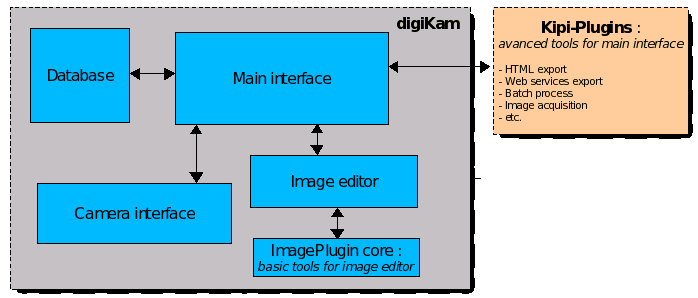 digiKam
Database
Main interface
Camera interface
Image editor
ImagePlugin core :
basic tools for image editor
Kipi-Plugins :
avanced tools for main interface
- HTML export
- Web services export
- Batch process
- Image acquisition
- etc.